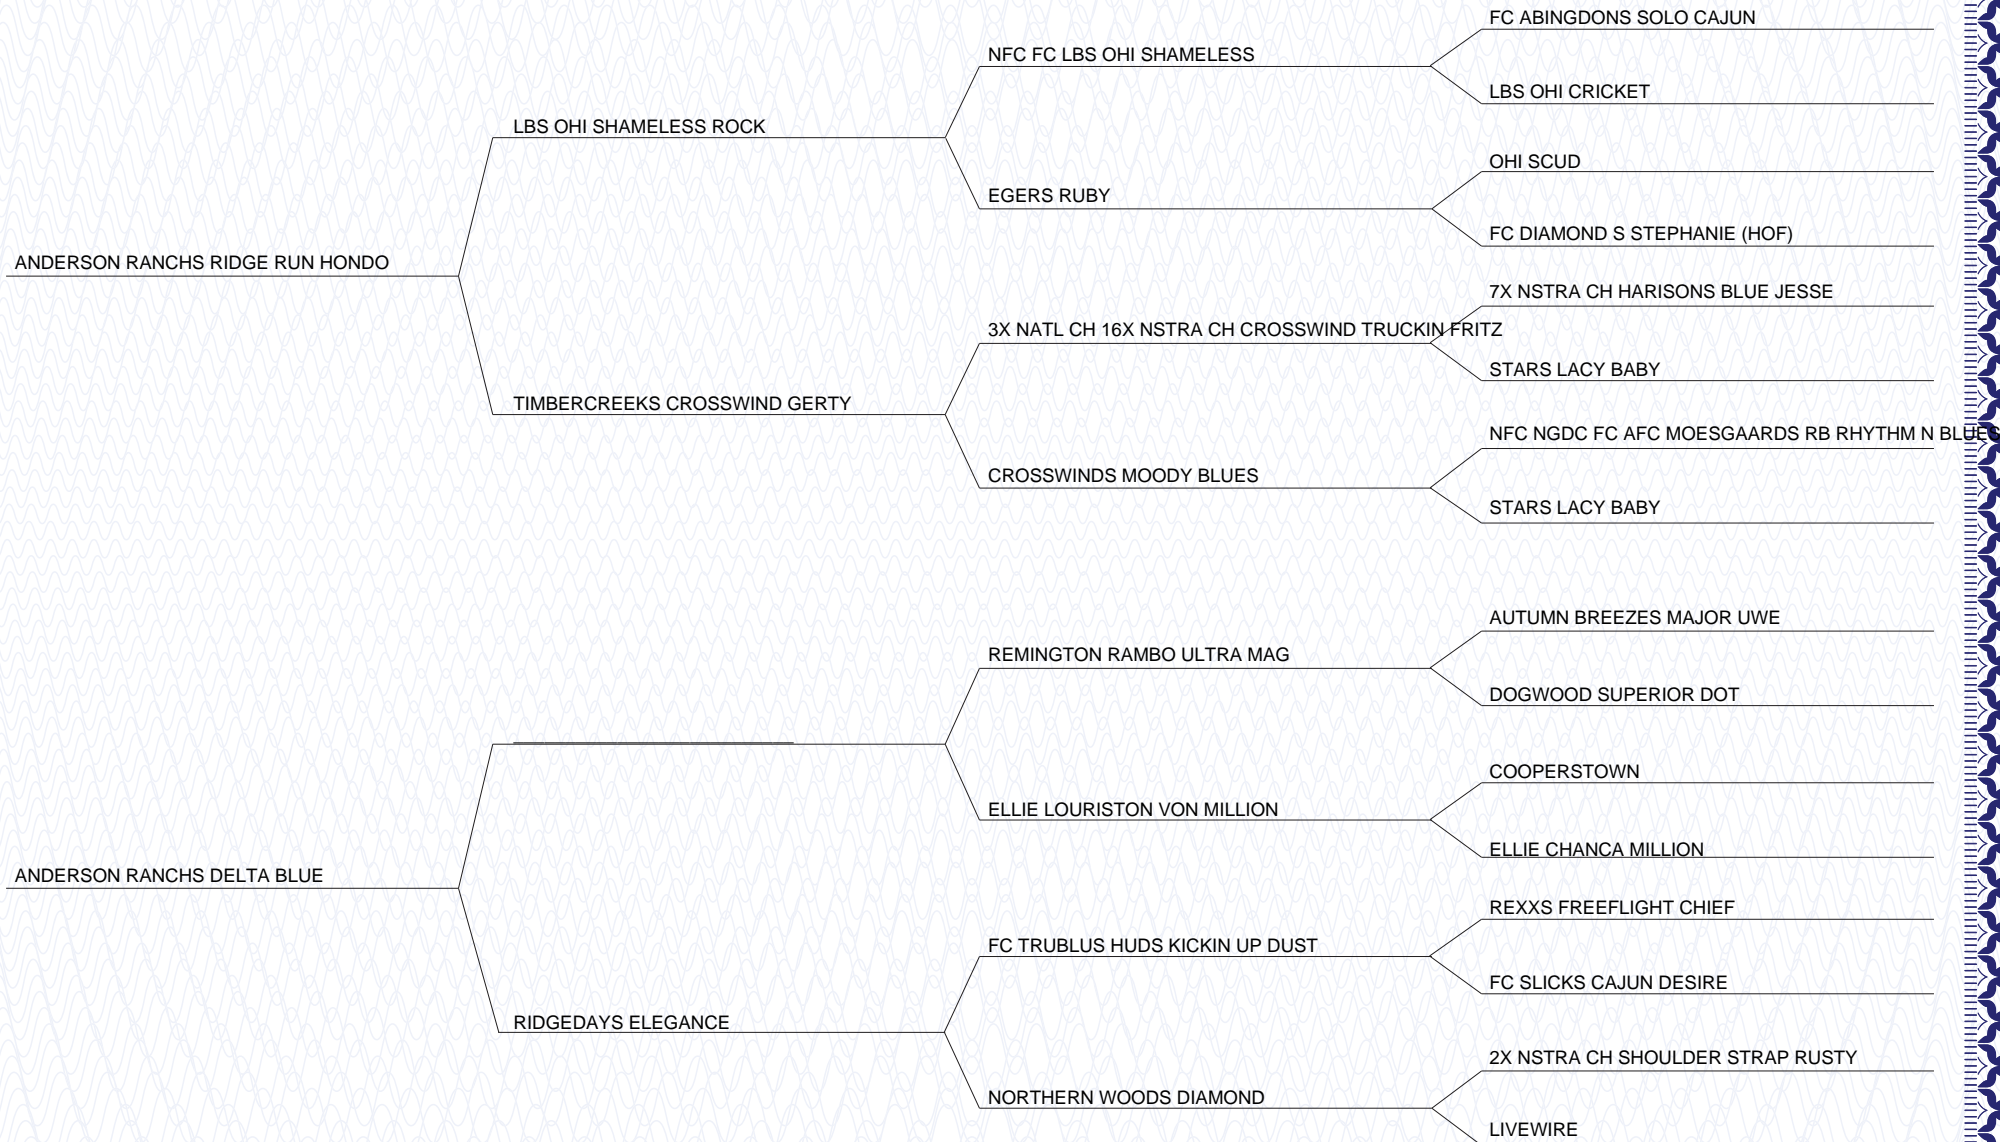 FC ABINGDONS SOLO CAJUN
NFC FC LBS OHI SHAMELESS
LBS OHI CRICKET
LBS OHI SHAMELESS ROCK
OHI SCUD
EGERS RUBY
FC DIAMOND S STEPHANIE (HOF)
ANDERSON RANCHS RIDGE RUN HONDO
7X NSTRA CH HARISONS BLUE JESSE
3X NATL CH 16X NSTRA CH CROSSWIND TRUCKIN FRITZ
STARS LACY BABY
TIMBERCREEKS CROSSWIND GERTY
NFC NGDC FC AFC MOESGAARDS RB RHYTHM N BLUES
CROSSWINDS MOODY BLUES
STARS LACY BABY
AUTUMN BREEZES MAJOR UWE
REMINGTON RAMBO ULTRA MAG
DOGWOOD SUPERIOR DOT
COOPERSTOWN
ELLIE LOURISTON VON MILLION
ELLIE CHANCA MILLION
ANDERSON RANCHS DELTA BLUE
REXXS FREEFLIGHT CHIEF
FC TRUBLUS HUDS KICKIN UP DUST
FC SLICKS CAJUN DESIRE
RIDGEDAYS ELEGANCE
2X NSTRA CH SHOULDER STRAP RUSTY
NORTHERN WOODS DIAMOND
LIVEWIRE